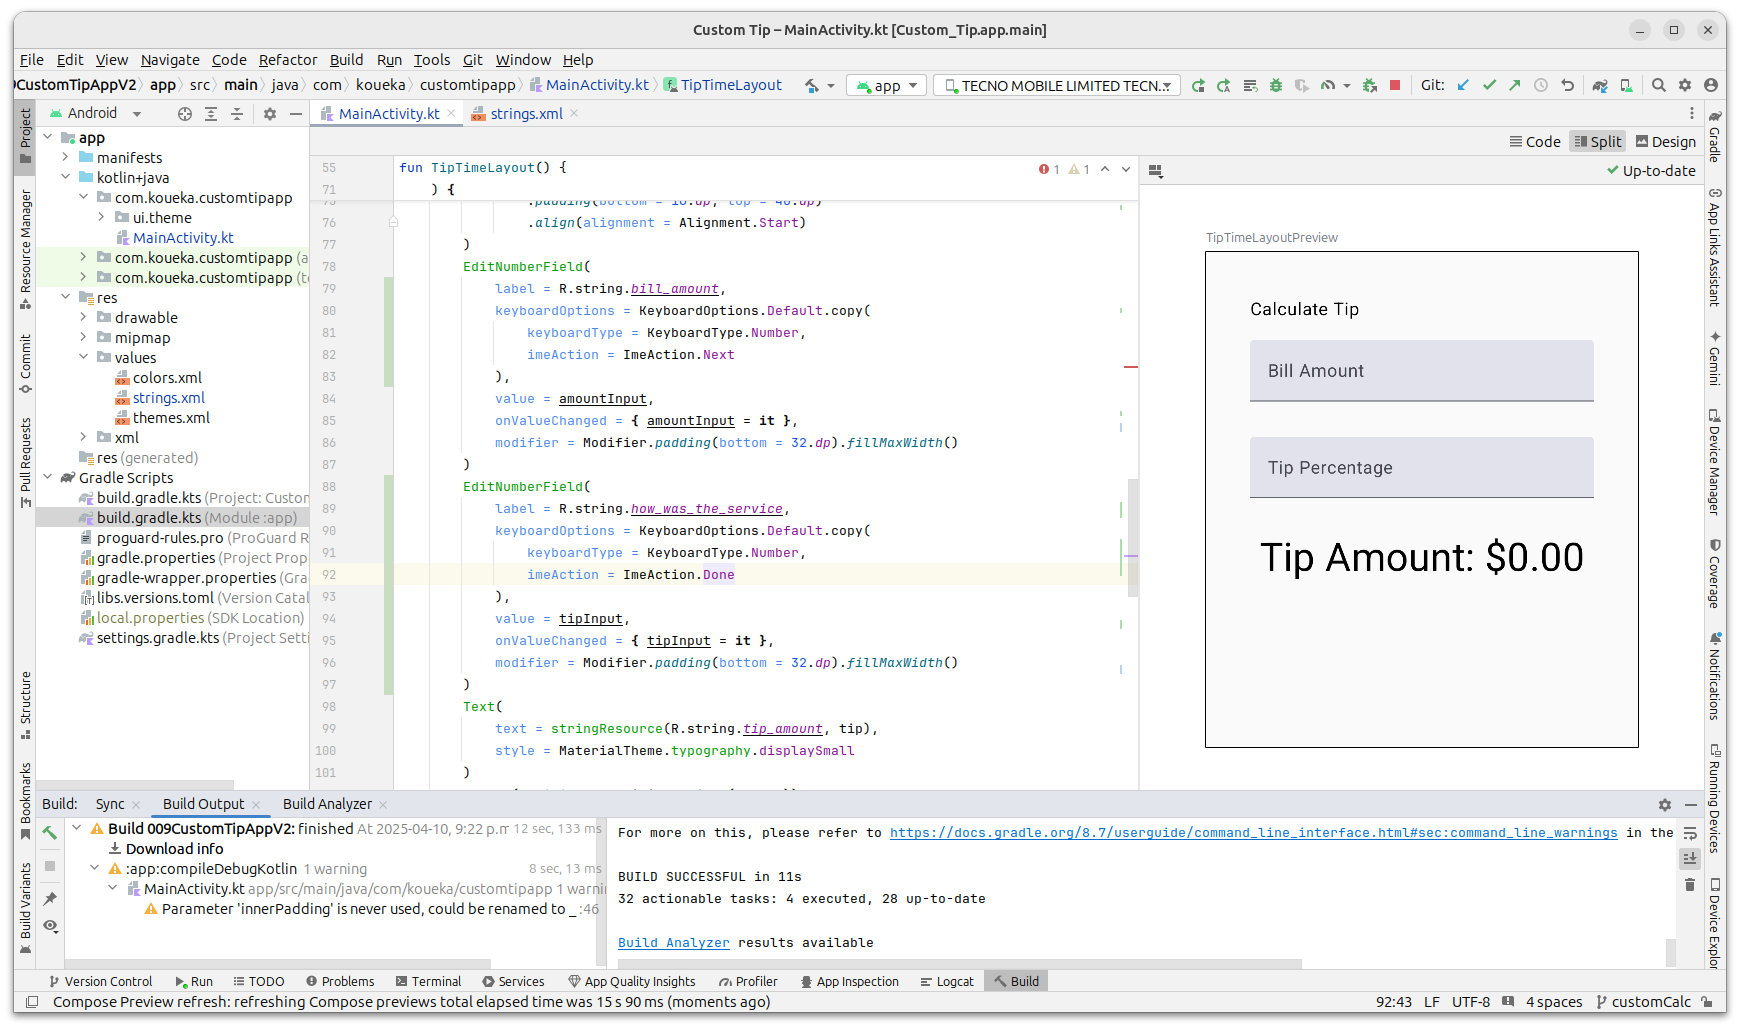 Custom Tip – MainActivity.kt [Custom_Tip.app.main]
File Edit View Navigate Code Refactor Build Run Tools Git Window Help
CustomTipAppV2 app src main java com koueka customtipapp MainActivity.kt TipTimeLayout app TECNO MOBILE LIMITED TECN... Git:
Android MainActivity.kt strings.xml
Code Split Design
Up-to-date
Project
Resource Manager
Commit
Pull Requests
Structure
Bookmarks
Build Variants
app
manifests
kotlin+java
com.koueka.customtipapp
ui.theme
MainActivity.kt
com.koueka.customtipapp (a
com.koueka.customtipapp (te
res
drawable
mipmap
values
colors.xml
strings.xml
themes.xml
xml
res (generated)
Gradle Scripts
build.gradle.kts (Project: Custom
build.gradle.kts (Module :app)
proguard-rules.pro (ProGuard R
gradle.properties (Project Prop
gradle-wrapper.properties (Gra
libs.versions.toml (Version Catal
local.properties (SDK Location)
settings.gradle.kts (Project Setti
55 fun TipTimeLayout() { 1 1
71 ) {
.padding(bottom = 16.dp, top = 40.dp)
76 .align(alignment = Alignment.Start)
77 )
78 EditNumberField(
79 label = R.string.bill_amount,
80 keyboardOptions = KeyboardOptions.Default.copy(
81 keyboardType = KeyboardType.Number,
82 imeAction = ImeAction.Next
83 ),
84 value = amountInput,
85 onValueChanged = { amountInput = it },
86 modifier = Modifier.padding(bottom = 32.dp).fillMaxWidth()
87 )
88 EditNumberField(
89 label = R.string.how_was_the_service,
90 keyboardOptions = KeyboardOptions.Default.copy(
91 keyboardType = KeyboardType.Number,
92 imeAction = ImeAction.Done
93 ),
94 value = tipInput,
95 onValueChanged = { tipInput = it },
96 modifier = Modifier.padding(bottom = 32.dp).fillMaxWidth()
97 )
98 Text(
99 text = stringResource(R.string.tip_amount, tip),
100 style = MaterialTheme.typography.displaySmall
101 )
TipTimeLayoutPreview
Calculate Tip
Bill Amount
Tip Percentage
Tip Amount: $0.00
Gradle
App Links Assistant
Gemini
Device Manager
Coverage
Notifications
Running Devices
Device Explor
Build: Sync Build Output Build Analyzer
Build 009CustomTipAppV2: finished At 2025-04-10, 9:22 p.m 12 sec, 133 ms
Download info
:app:compileDebugKotlin 1 warning 8 sec, 13 ms
MainActivity.kt app/src/main/java/com/koueka/customtipapp 1 warni
Parameter 'innerPadding' is never used, could be renamed to _ :46
For more on this, please refer to https://docs.gradle.org/8.7/userguide/command_line_interface.html#sec:command_line_warnings in the
BUILD SUCCESSFUL in 11s
32 actionable tasks: 4 executed, 28 up-to-date
Build Analyzer results available
Version Control Run TODO Problems Terminal Services App Quality Insights Profiler App Inspection Logcat Build
Compose Preview refresh: refreshing Compose previews total elapsed time was 15 s 90 ms (moments ago) 92:43 LF UTF-8 4 spaces customCalc